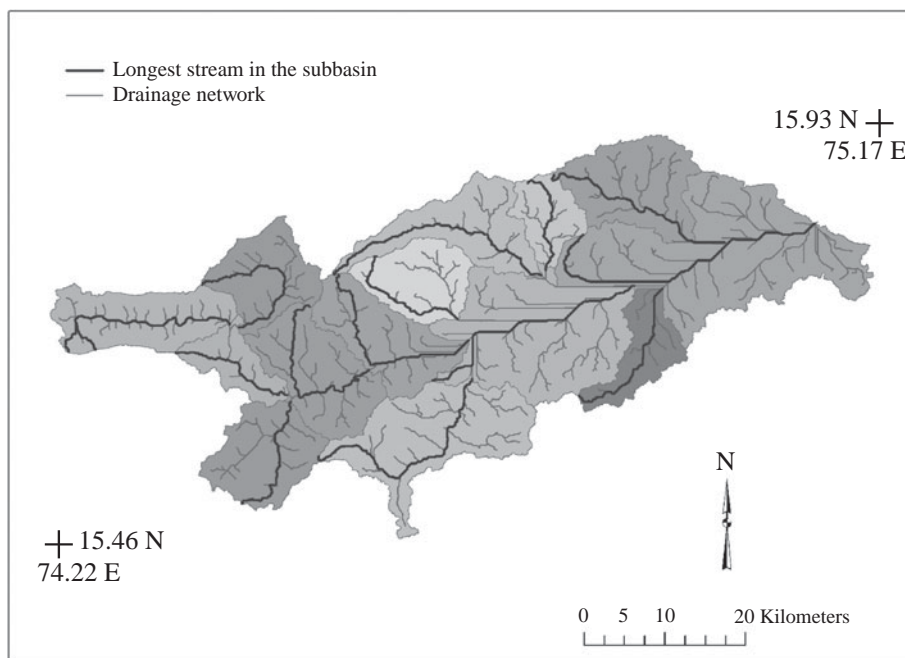 Longest stream in the subbasin
Drainage network
15.93 N
75.17 E
N
15.46 N
74.22 E
0 5 10 20 Kilometers